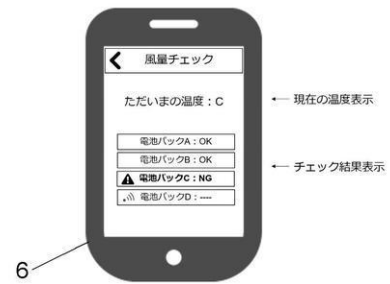 風量チェック
ただいまの温度：C
← 現在の温度表示
電池パックA：OK
電池パックB：OK
← チェック結果表示
電池パックC：NG
電池パックD：----
6